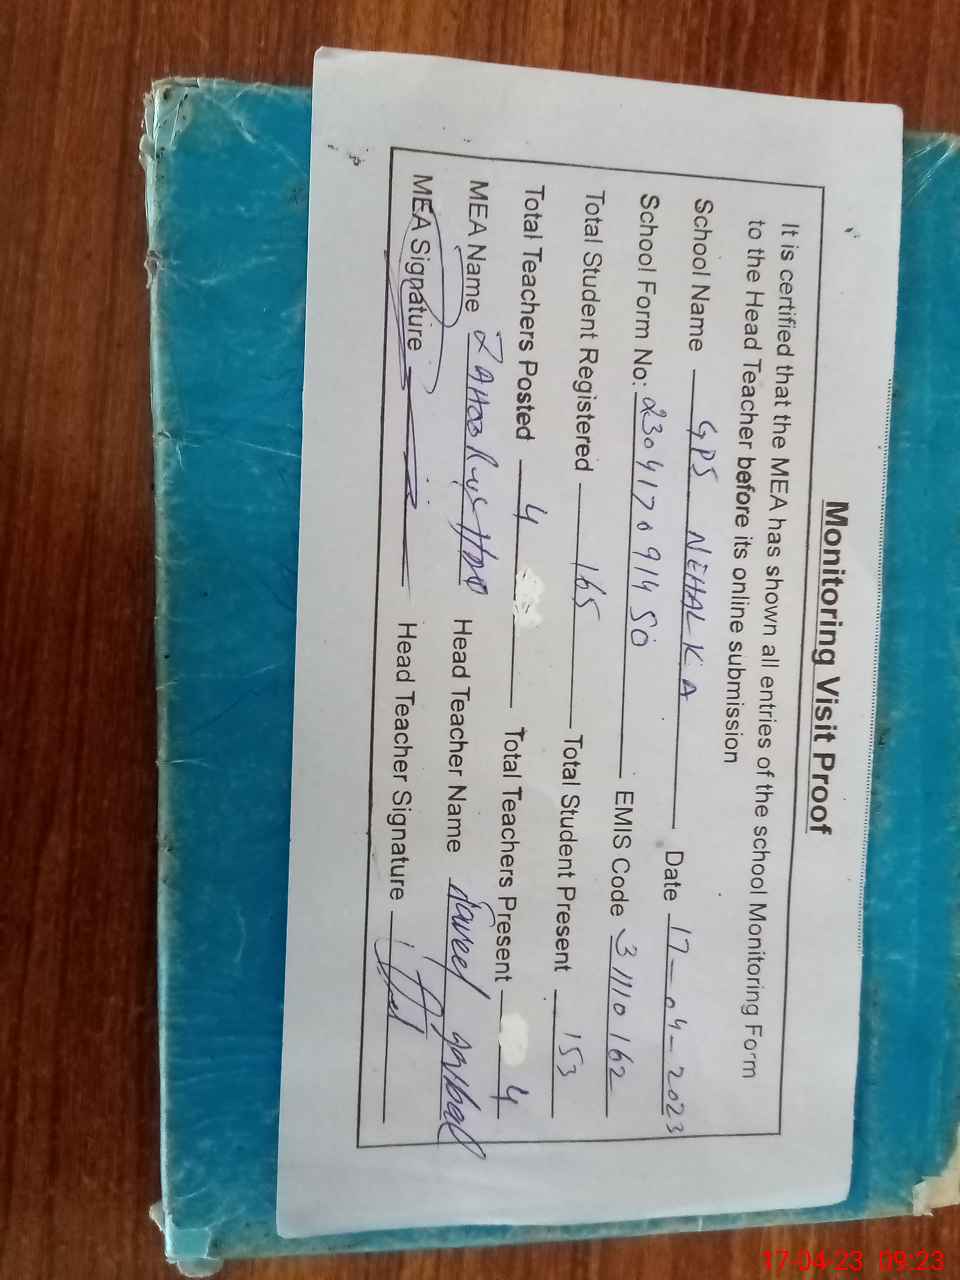 Monitoring Visit Proof
It is certified that the MEA has shown all entries of the school Monitoring Form
to the Head Teacher before its online submission
School Name GPS NEHAL KA Date 17-04-2023
School Form No: 230417091450 EMIS Code 31110162
Total Student Registered 165 Total Student Present 153
Total Teachers Posted 4 Total Teachers Present 4
MEA Name Head Teacher Name
MEA Signature Head Teacher Signature
17-04-23 09:23